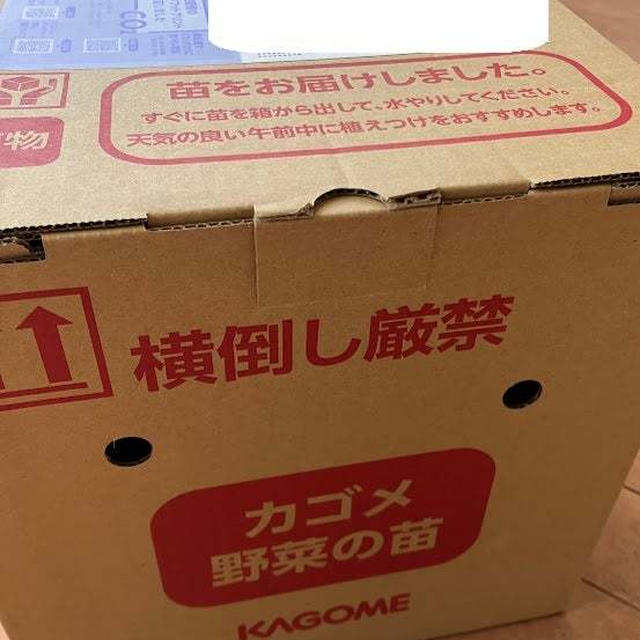 苗をお届けしました。
すぐに苗を箱から出して、水やりしてください。
天気の良い午前中に植えつけをおすすめします。
物
横倒し厳禁
カゴメ
野菜の苗
KAGOME